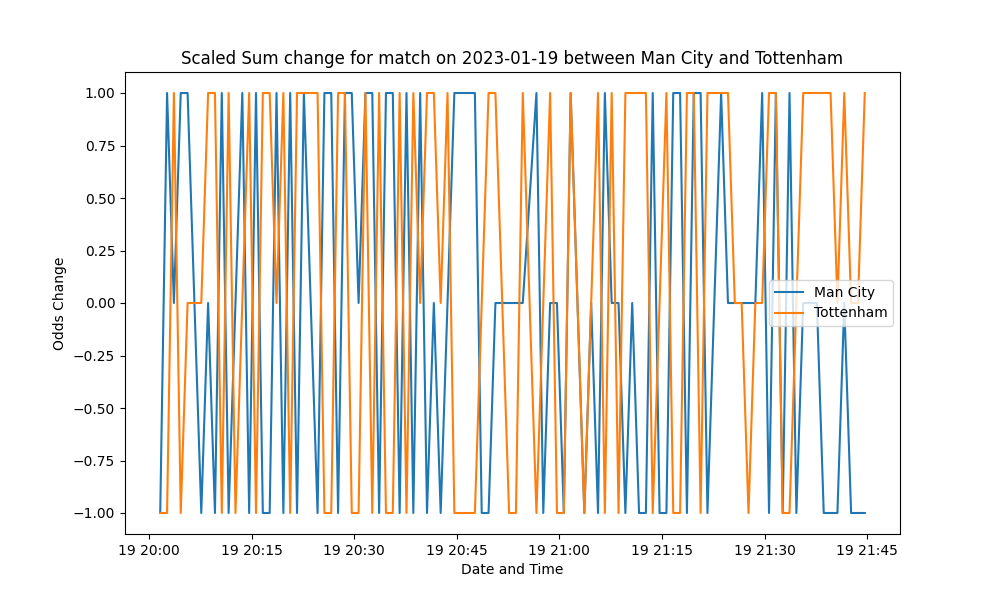 Scaled Sum change for match on 2023-01-19 between Man City and Tottenham
1.00
0.75
0.50
0.25
0.00
−0.25
−0.50
−0.75
−1.00
Odds Change
Man City
Tottenham
19 20:00 19 20:15 19 20:30 19 20:45 19 21:00 19 21:15 19 21:30 19 21:45
Date and Time